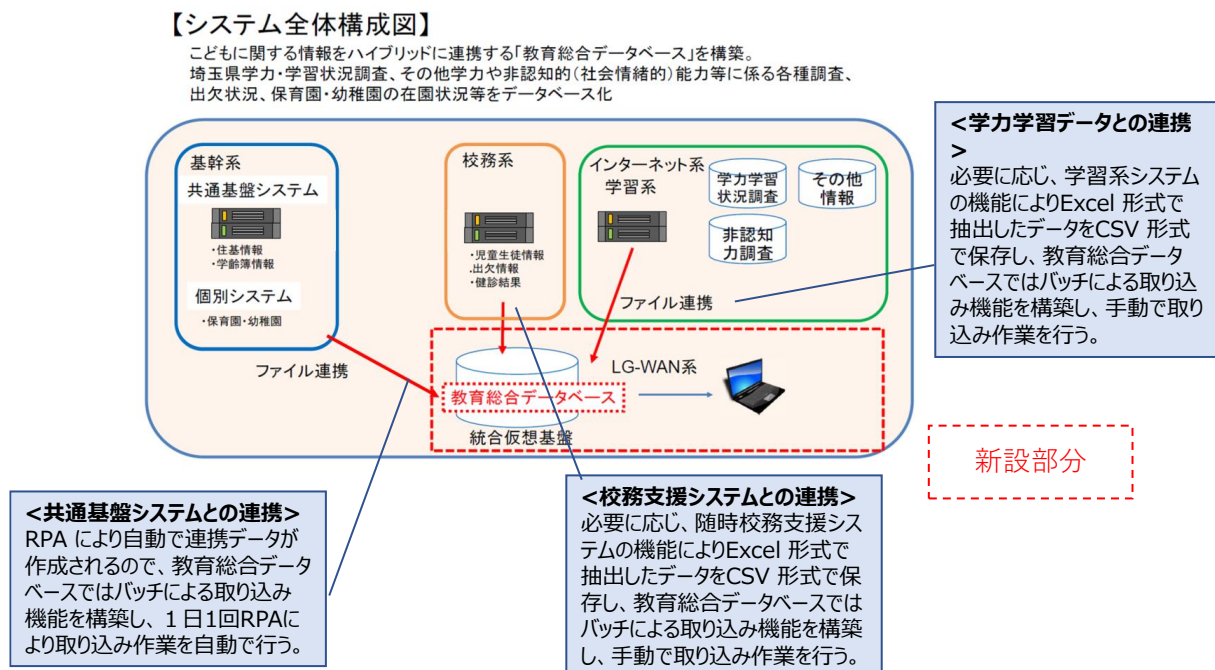 【システム全体構成図】
こどもに関する情報をハイブリッドに連携する「教育総合データベース」を構築。
埼玉県学力・学習状況調査、その他学力や非認知的(社会情緒的)能力等に係る各種調査、
出欠状況、保育園・幼稚園の在園状況等をデータベース化
基幹系
共通基盤システム
・住基情報
・学齢簿情報
個別システム
・保育園・幼稚園
ファイル連携
校務系
・児童生徒情報
.出欠情報
・健診結果
インターネット系
学習系
学力学習
状況調査
その他
情報
非認知
力調査
ファイル連携
LG-WAN系
教育総合データベース
統合仮想基盤
<学力学習データとの連携
>
必要に応じ、学習系システム
の機能によりExcel 形式で
抽出したデータをCSV 形式
で保存し、教育総合データ
ベースではバッチによる取り込
み機能を構築し、手動で取り
込み作業を行う。
新設部分
<共通基盤システムとの連携>
RPA により自動で連携データが
作成されるので、教育総合データ
ベースではバッチによる取り込み
機能を構築し、１日1回RPAに
より取り込み作業を自動で行う。
<校務支援システムとの連携>
必要に応じ、随時校務支援シス
テムの機能によりExcel 形式で
抽出したデータをCSV 形式で保
存し、教育総合データベースでは
バッチによる取り込み機能を構築
し、手動で取り込み作業を行う。